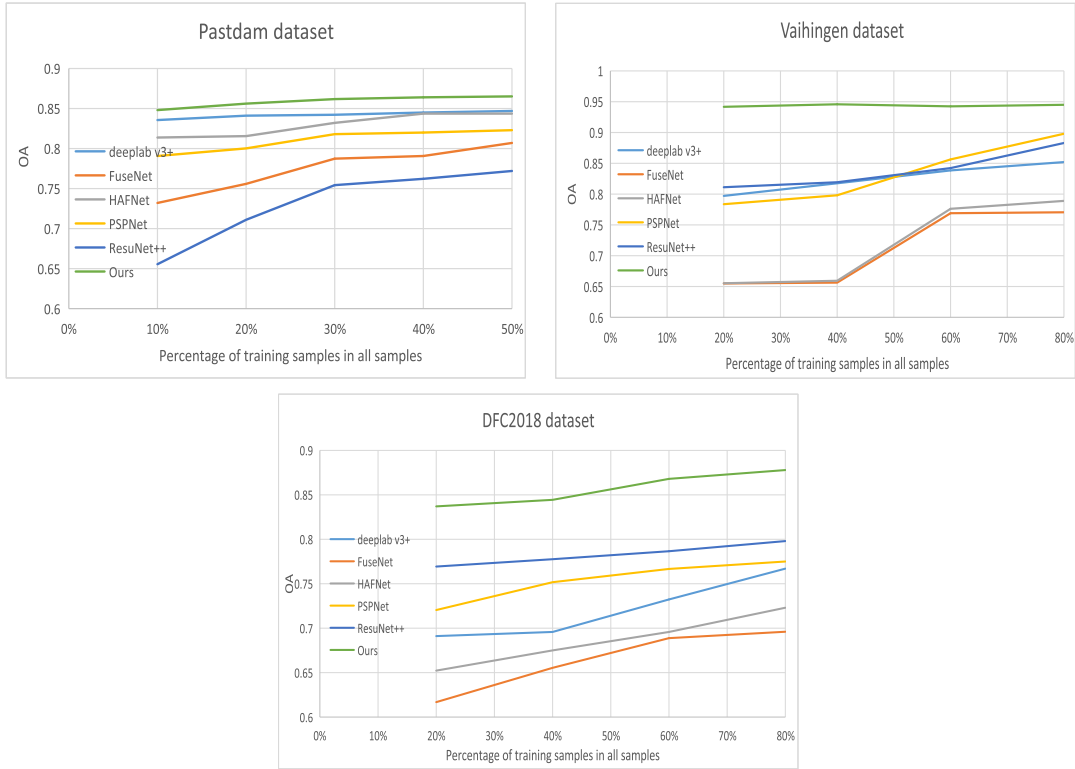 Pastdam dataset
0.9
0.85
0.8
0.75
0.7
0.65
0.6
OA
deeplab v3+
FuseNet
HAFNet
PSPNet
ResuNet++
Ours
0% 10% 20% 30% 40% 50%
Percentage of training samples in all samples
Vaihingen dataset
1
0.95
0.9
0.85
0.8
0.75
0.7
0.65
0.6
OA
deeplab v3+
FuseNet
HAFNet
PSPNet
ResuNet++
Ours
0% 10% 20% 30% 40% 50% 60% 70% 80%
Percentage of training samples in all samples
DFC2018 dataset
0.9
0.85
0.8
0.75
0.7
0.65
0.6
OA
deeplab v3+
FuseNet
HAFNet
PSPNet
ResuNet++
Ours
0% 10% 20% 30% 40% 50% 60% 70% 80%
Percentage of training samples in all samples